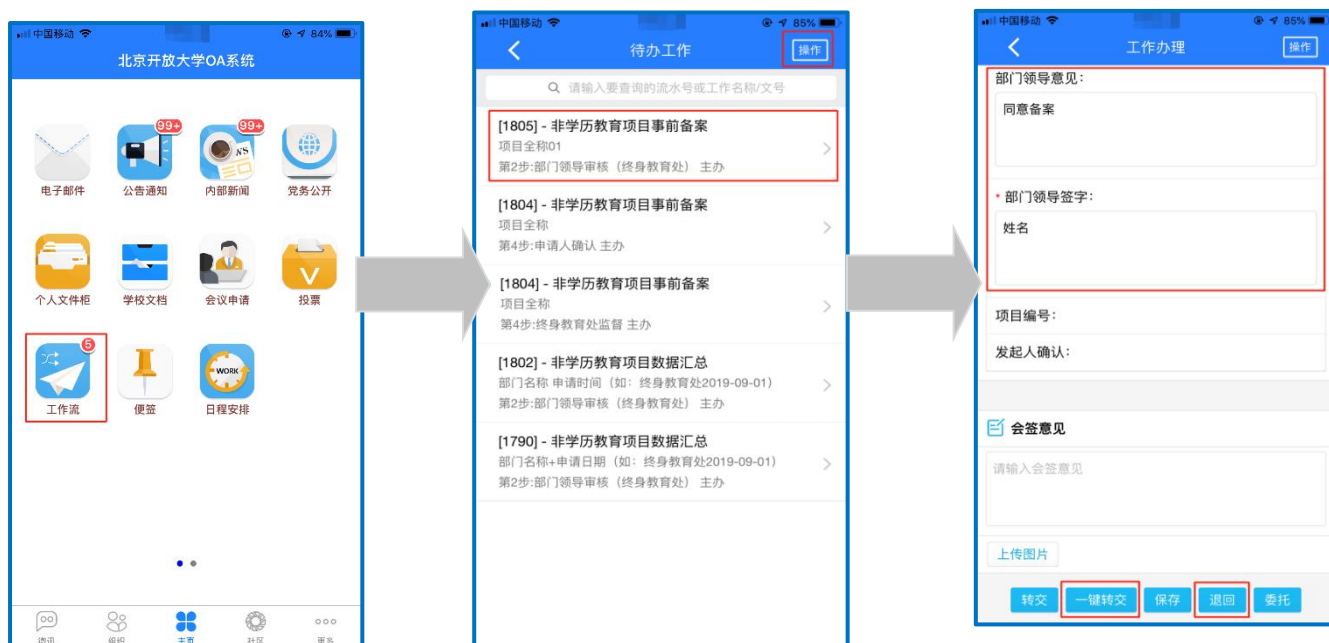 中国移动
84%
北京开放大学OA系统
99+
99+
NS
电子邮件
公告通知
内部新闻
党务公开
V
个人文件柜
学校文档
会议申请
投票
5
WORK
工作流
便签
日程安排
微讯
组织
主页
社区
更多
中国移动
85%
待办工作
操作
请输入要查询的流水号或工作名称/文号
[1805] - 非学历教育项目事前备案
项目全称01
第2步:部门领导审核（终身教育处） 主办
[1804] - 非学历教育项目事前备案
项目全称
第4步:申请人确认 主办
[1804] - 非学历教育项目事前备案
项目全称
第4步:终身教育处监督 主办
[1802] - 非学历教育项目数据汇总
部门名称 申请时间（如：终身教育处2019-09-01）
第2步:部门领导审核（终身教育处） 主办
[1790] - 非学历教育项目数据汇总
部门名称+申请日期（如：终身教育处2019-09-01）
第2步:部门领导审核（终身教育处） 主办
中国移动
85%
工作办理
操作
部门领导意见：
同意备案
* 部门领导签字：
姓名
项目编号：
发起人确认：
会签意见
请输入会签意见
上传图片
转交
一键转交
保存
退回
委托